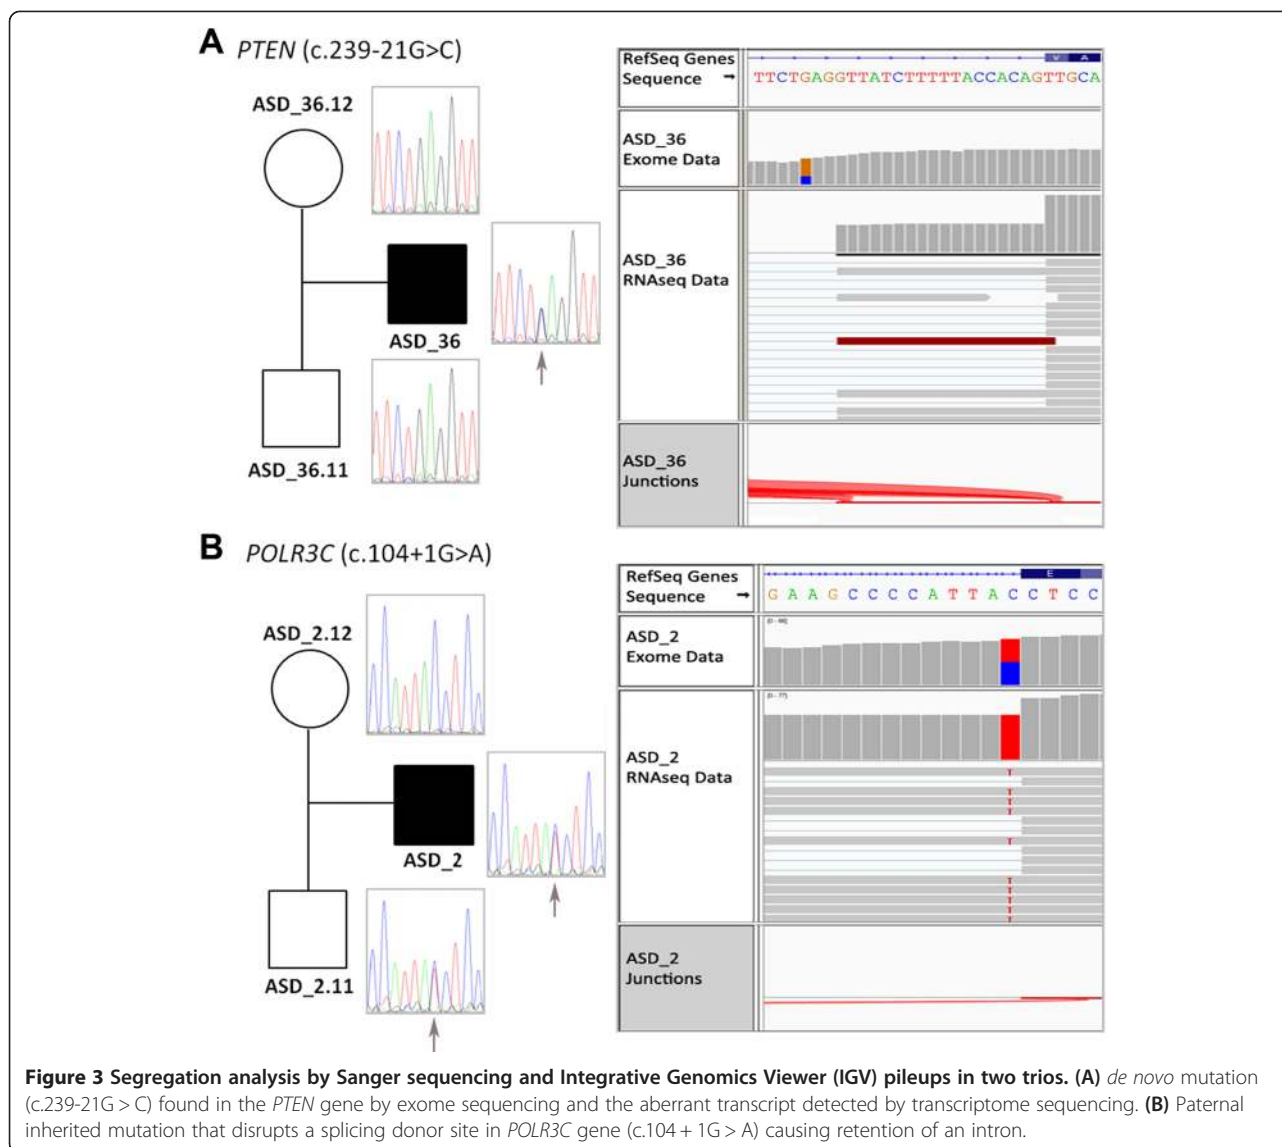 A PTEN (c.239-21G>C)
ASD_36.12
ASD_36
ASD_36.11
RefSeq Genes
Sequence
V A
TTCTGAGGTTATCTTTTTACCACAGTTGCA
ASD_36
Exome Data
ASD_36
RNAseq Data
ASD_36
Junctions
B POLR3C (c.104+1G>A)
ASD_2.12
ASD_2
ASD_2.11
RefSeq Genes
Sequence
E
G A A G C C C C A T T A C C T C C
ASD_2
Exome Data
ASD_2
RNAseq Data
T
T
T
T
T
T
T
T
T
T
ASD_2
Junctions
Figure 3 Segregation analysis by Sanger sequencing and Integrative Genomics Viewer (IGV) pileups in two trios. (A) de novo mutation
(c.239-21G > C) found in the PTEN gene by exome sequencing and the aberrant transcript detected by transcriptome sequencing. (B) Paternal
inherited mutation that disrupts a splicing donor site in POLR3C gene (c.104 + 1G > A) causing retention of an intron.